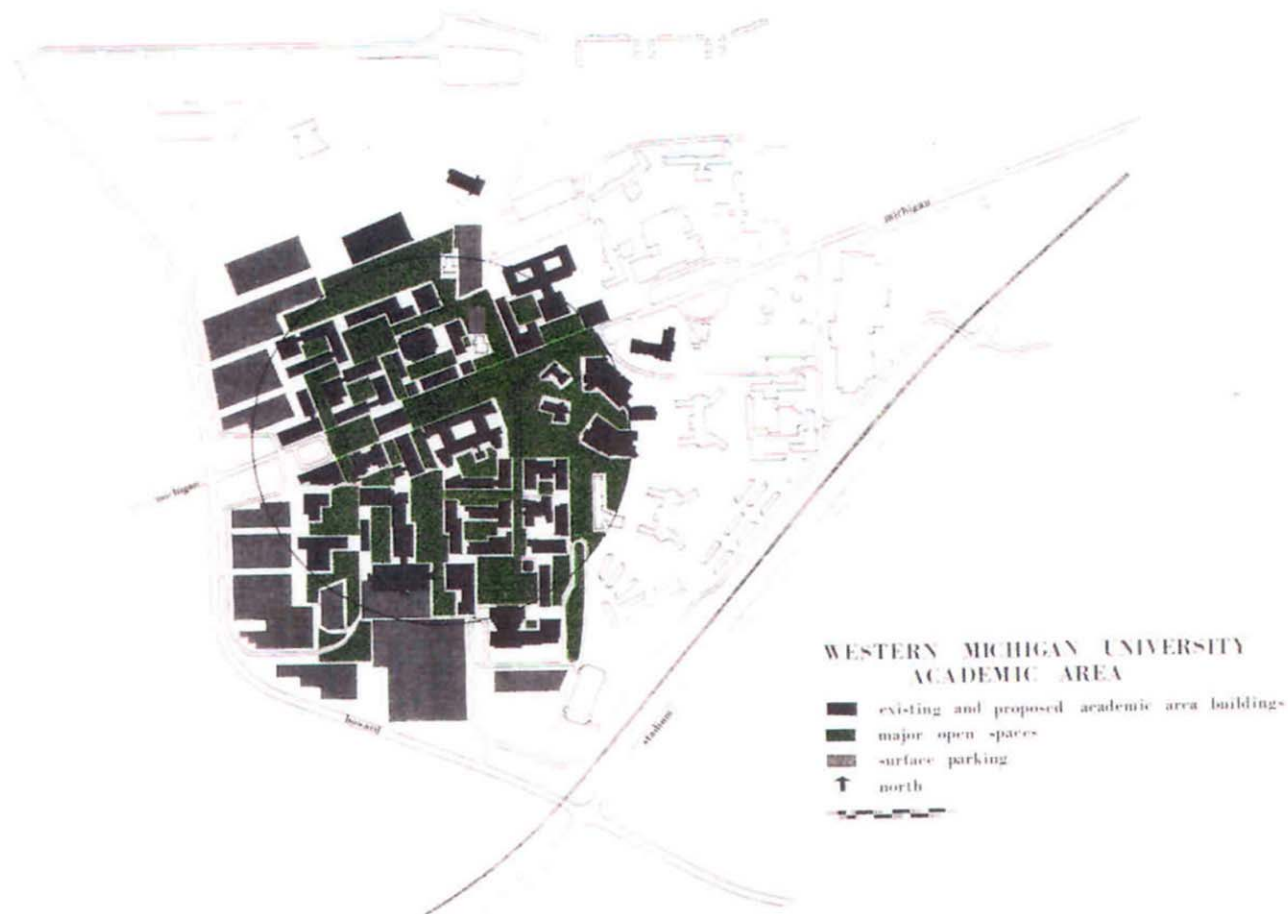 michigan
michigan
howard
stadium
WESTERN MICHIGAN UNIVERSITY
ACADEMIC AREA
existing and proposed academic area buildings
major open spaces
surface parking
north